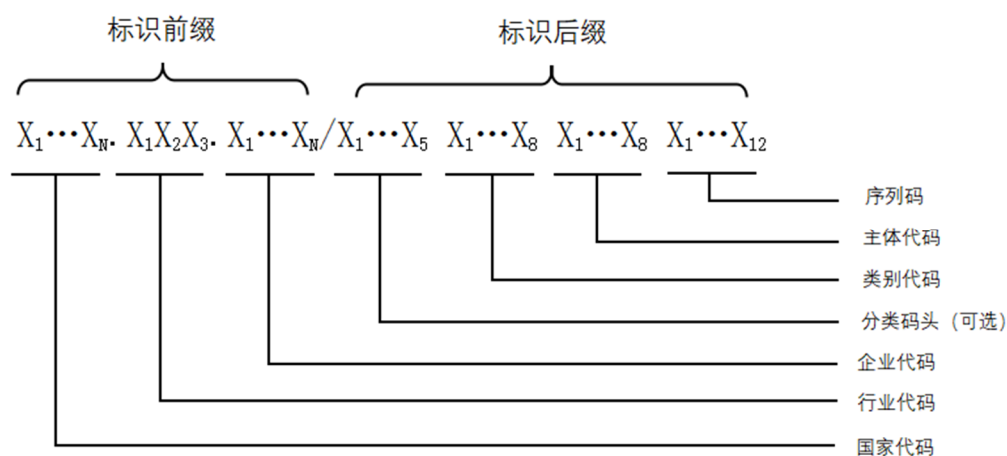 标识前缀 标识后缀
X₁···X_N. X₁X₂X₃. X₁···X_N/X₁···X₅ X₁···X₈ X₁···X₈ X₁···X₁₂
序列码
主体代码
类别代码
分类码头（可选）
企业代码
行业代码
国家代码